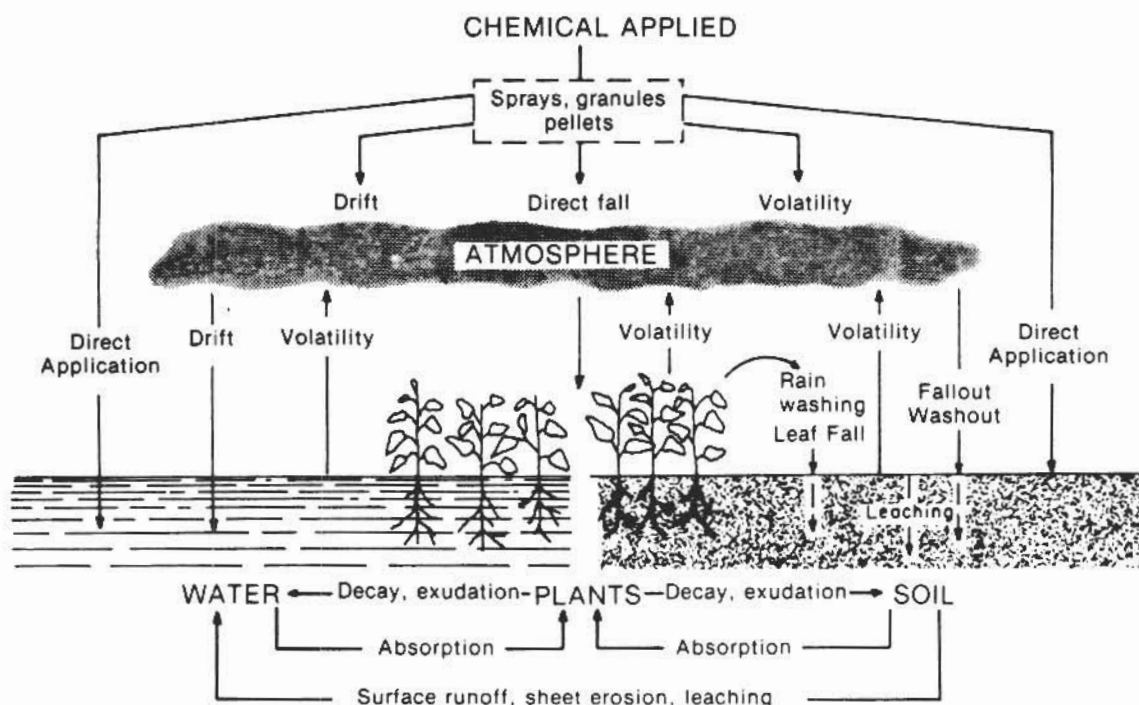 CHEMICAL APPLIED
Sprays, granules
pellets
Drift
Direct fall
Volatility
ATMOSPHERE
Direct
Application
Drift
Volatility
Volatility
Volatility
Direct
Application
Rain
washing
Leaf Fall
Fallout
Washout
Leaching
WATER
Decay, exudation
PLANTS
Decay, exudation
SOIL
Absorption
Absorption
Surface runoff, sheet erosion, leaching